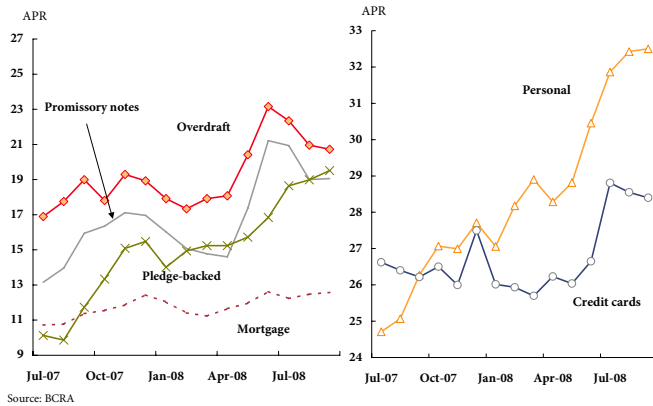 APR
27
25
23
21
19
17
15
13
11
9
Promissory notes
Overdraft
Pledge-backed
Mortgage
Jul-07 Oct-07 Jan-08 Apr-08 Jul-08
Source: BCRA
APR
33
32
31
30
29
28
27
26
25
24
Personal
Credit cards
Jul-07 Oct-07 Jan-08 Apr-08 Jul-08